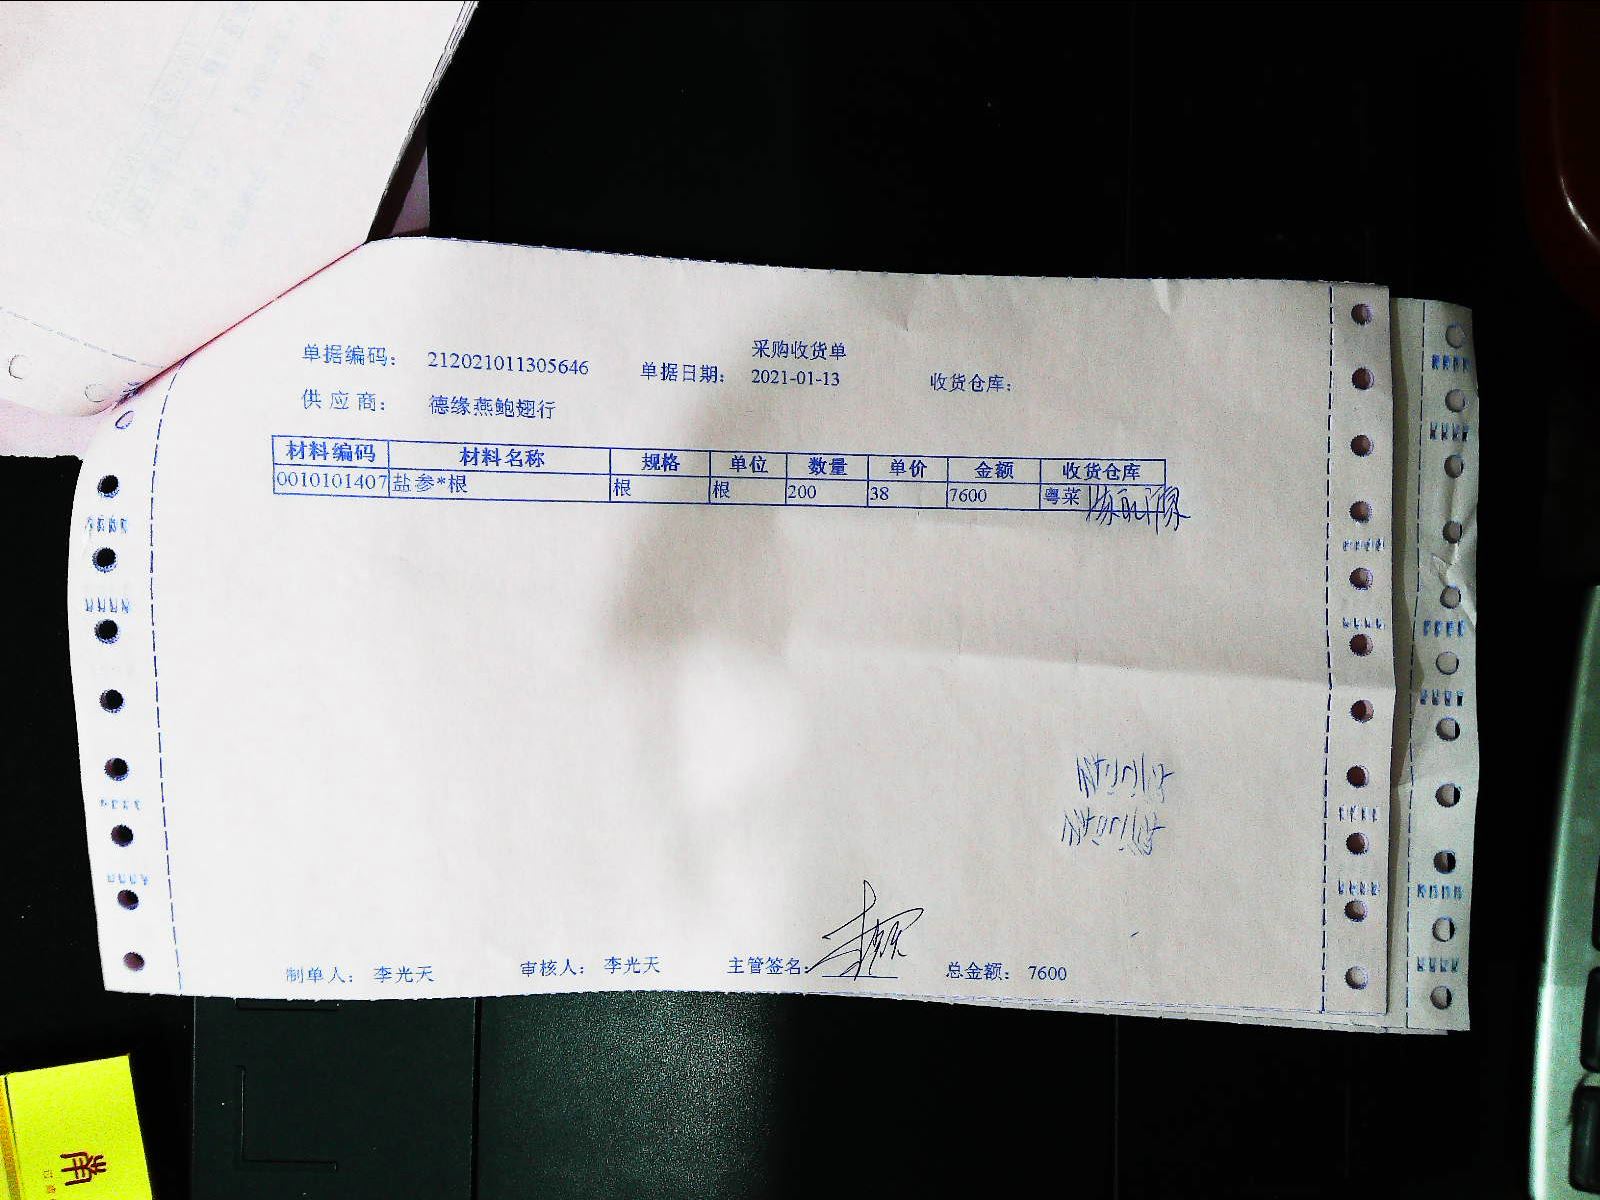 采购收货单
单据编码： 212021011305646 单据日期： 2021-01-13 收货仓库：
供应商： 德缘燕鲍翅行
材料编码 材料名称 规格 单位 数量 单价 金额 收货仓库
0010101407 盐参*根 根 根 200 38 7600 粤菜
制单人： 李光天 审核人： 李光天 主管签名： 总金额： 7600